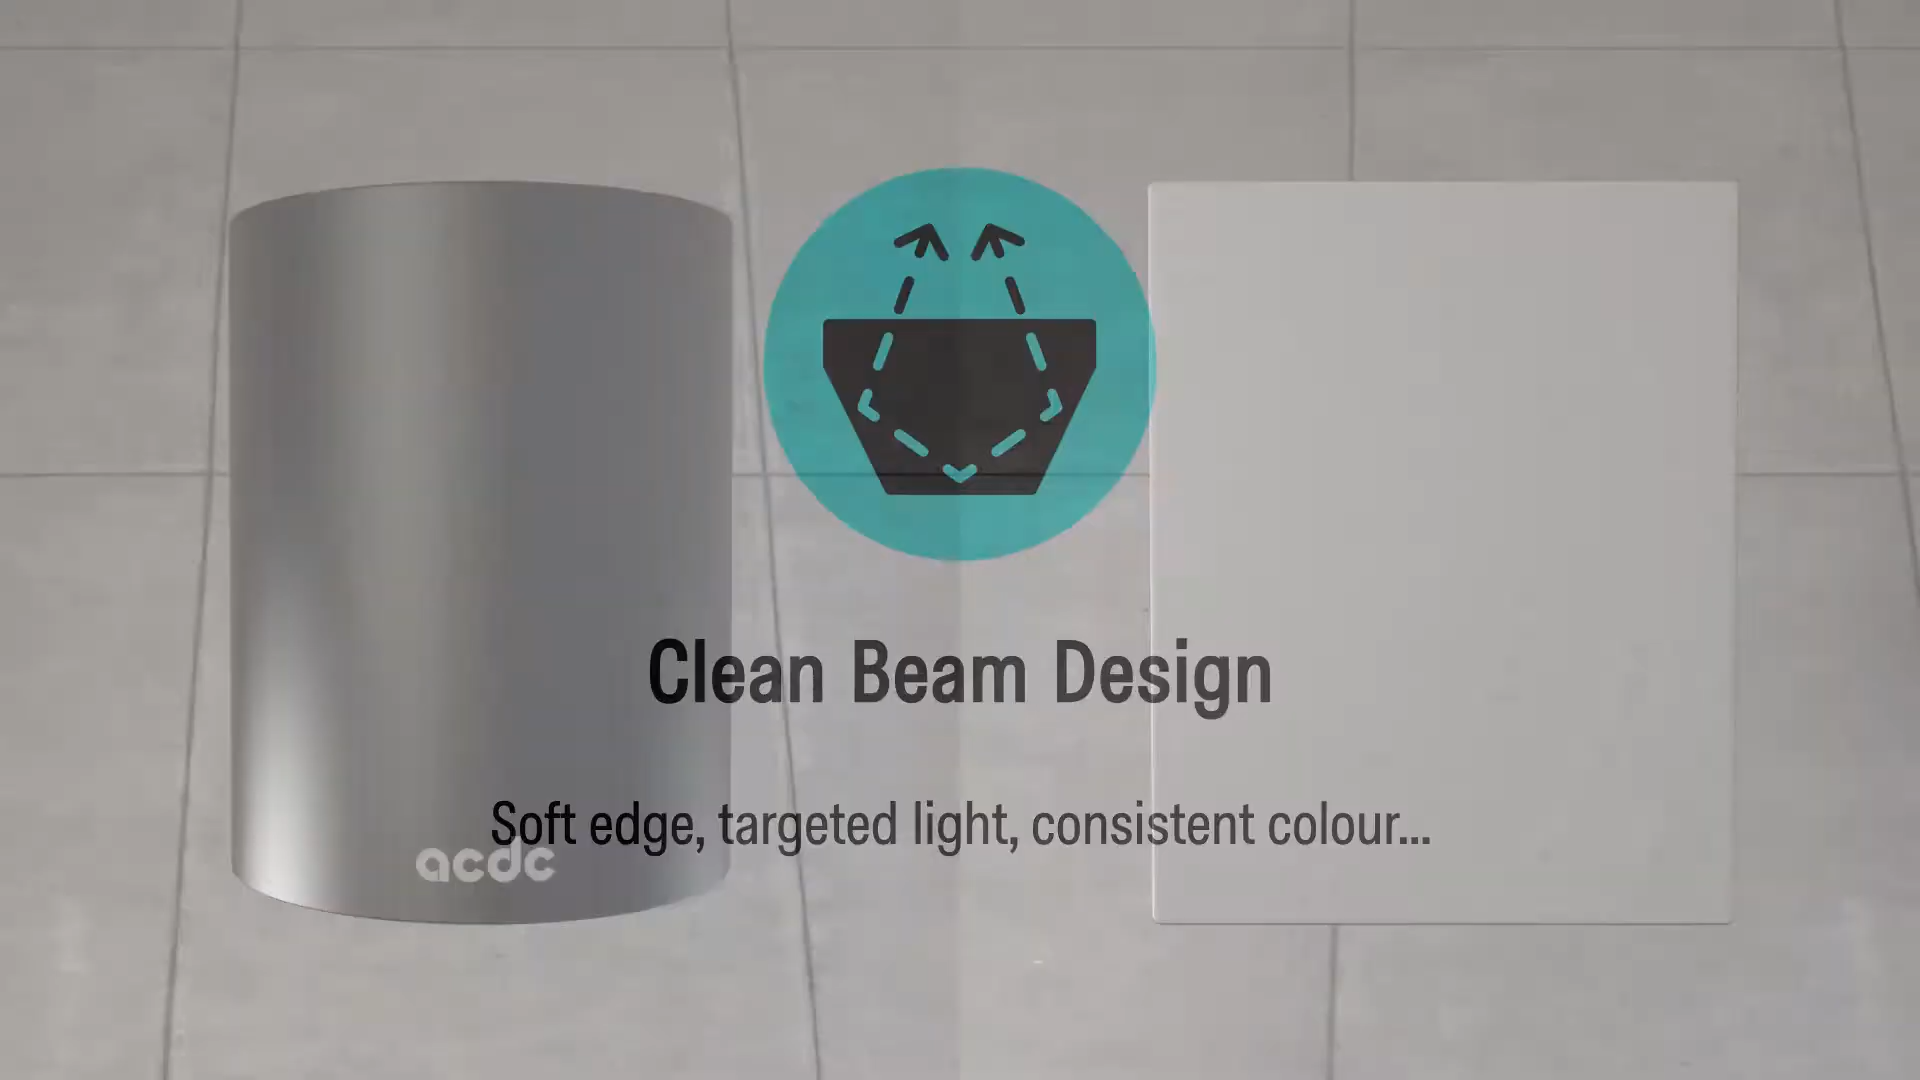 Clean Beam Design
Soft edge, targeted light, consistent colour...
acdc